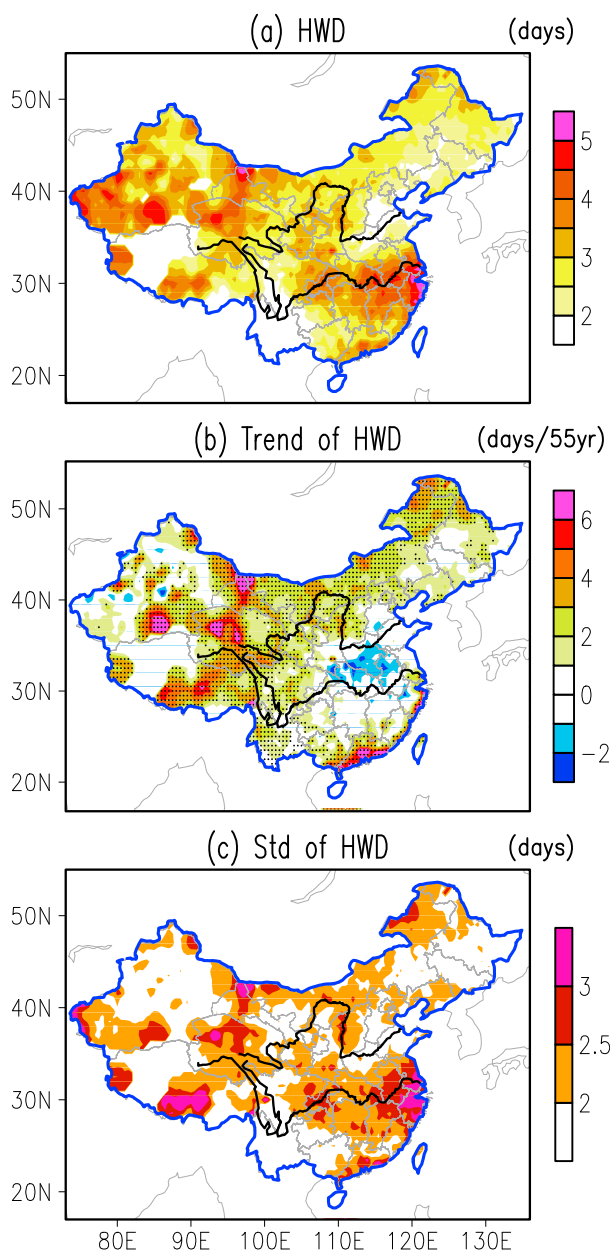 (a) HWD (days)
50N
40N
30N
20N
5
4
3
2
(b) Trend of HWD (days/55yr)
50N
40N
30N
20N
6
4
2
0
-2
(c) Std of HWD (days)
50N
40N
30N
20N
3
2.5
2
80E 90E 100E 110E 120E 130E